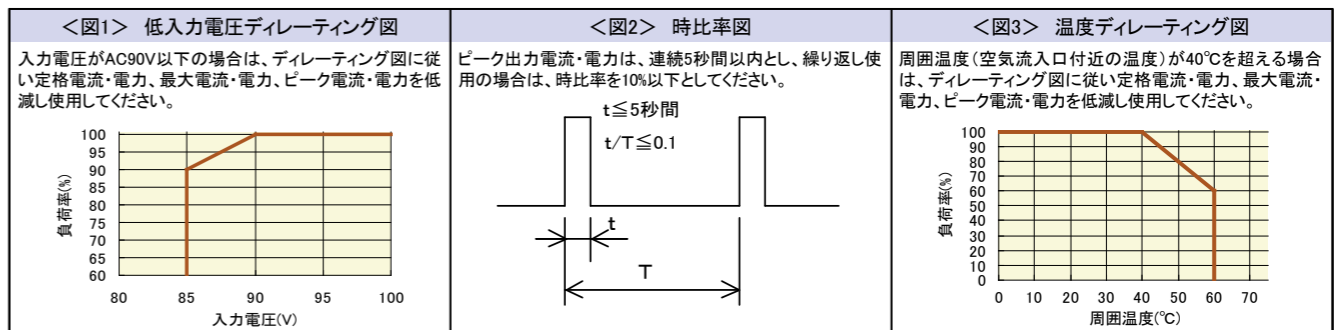 <図1> 低入力電圧ディレーティング図
入力電圧がAC90V以下の場合は、ディレーティング図に従
い定格電流・電力、最大電流・電力、ピーク電流・電力を低
減し使用してください。
100
95
90
85
80
75
70
65
60
負荷率(%)
80 85 90 95 100
入力電圧(V)
<図2> 時比率図
ピーク出力電流・電力は、連続5秒間以内とし、繰り返し使
用の場合は、時比率を10%以下としてください。
t≦5秒間
t/T≦0.1
t
T
<図3> 温度ディレーティング図
周囲温度(空気流入口付近の温度)が40℃を超える場合
は、ディレーティング図に従い定格電流・電力、最大電流・
電力、ピーク電流・電力を低減し使用してください。
100
90
80
70
60
50
40
30
20
10
0
負荷率(%)
0 10 20 30 40 50 60 70
周囲温度(℃)